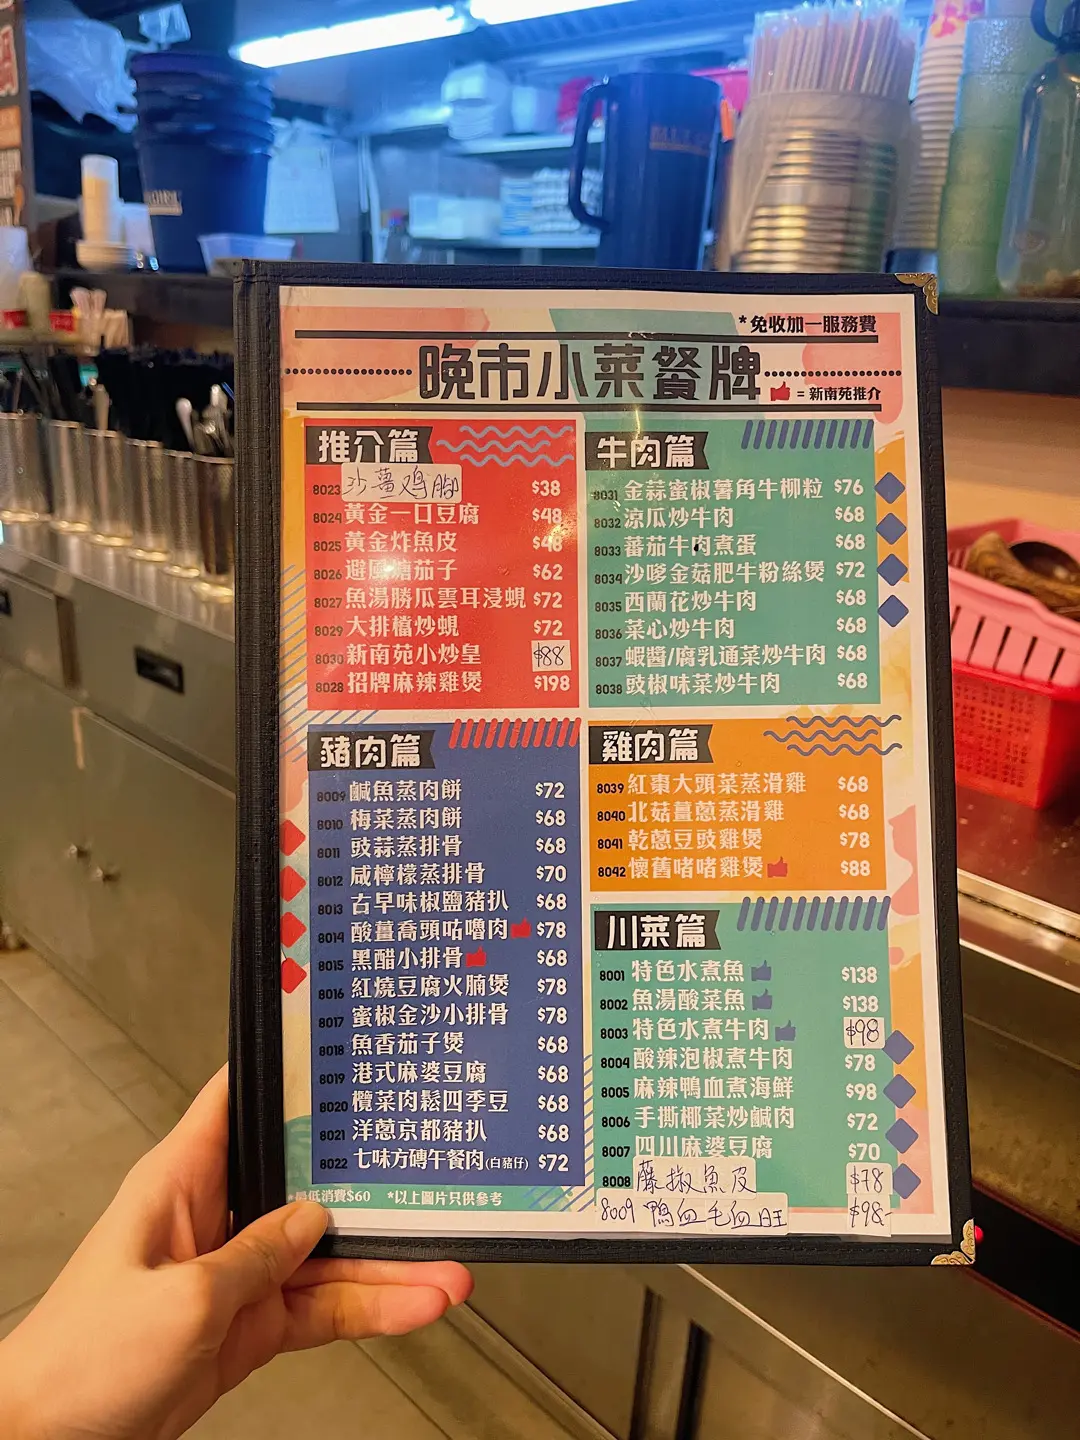 *免收加一服務費
晚市小菜餐牌
= 新南苑推介
推介篇
8023 沙薑鸡脚 $38
8024 黃金一口豆腐 $48
8025 黃金炸魚皮 $48
8026 避風塘茄子 $62
8027 魚湯勝瓜雲耳浸蜆 $72
8029 大排檔炒蜆 $72
8030 新南苑小炒皇 $88
8028 招牌麻辣雞煲 $198
牛肉篇
8031 金蒜蜜椒薯角牛柳粒 $76
8032 涼瓜炒牛肉 $68
8033 蕃茄牛肉煮蛋 $68
8034 沙嗲金菇肥牛粉絲煲 $72
8035 西蘭花炒牛肉 $68
8036 菜心炒牛肉 $68
8037 蝦醬/腐乳通菜炒牛肉 $68
8038 豉椒味菜炒牛肉 $68
豬肉篇
8009 鹹魚蒸肉餅 $72
8010 梅菜蒸肉餅 $68
8011 豉蒜蒸排骨 $68
8012 咸檸檬蒸排骨 $70
8013 古早味椒鹽豬扒 $68
8014 酸薑喬頭咕嚕肉 $78
8015 黑醋小排骨 $68
8016 紅燒豆腐火腩煲 $78
8017 蜜椒金沙小排骨 $78
8018 魚香茄子煲 $68
8019 港式麻婆豆腐 $68
8020 欖菜肉鬆四季豆 $68
8021 洋蔥京都豬扒 $68
8022 七味方磚午餐肉(白豬仔) $72
雞肉篇
8039 紅棗大頭菜蒸滑雞 $68
8040 北菇薑蔥蒸滑雞 $68
8041 乾蔥豆豉雞煲 $78
8042 懷舊啫啫雞煲 $88
川菜篇
8001 特色水煮魚 $138
8002 魚湯酸菜魚 $138
8003 特色水煮牛肉 $98
8004 酸辣泡椒煮牛肉 $78
8005 麻辣鴨血煮海鮮 $98
8006 手撕椰菜炒鹹肉 $72
8007 四川麻婆豆腐 $70
8008 藤椒魚皮 $78
8009 鴨血毛血旺 $98-
最低消費$60 *以上圖片只供參考